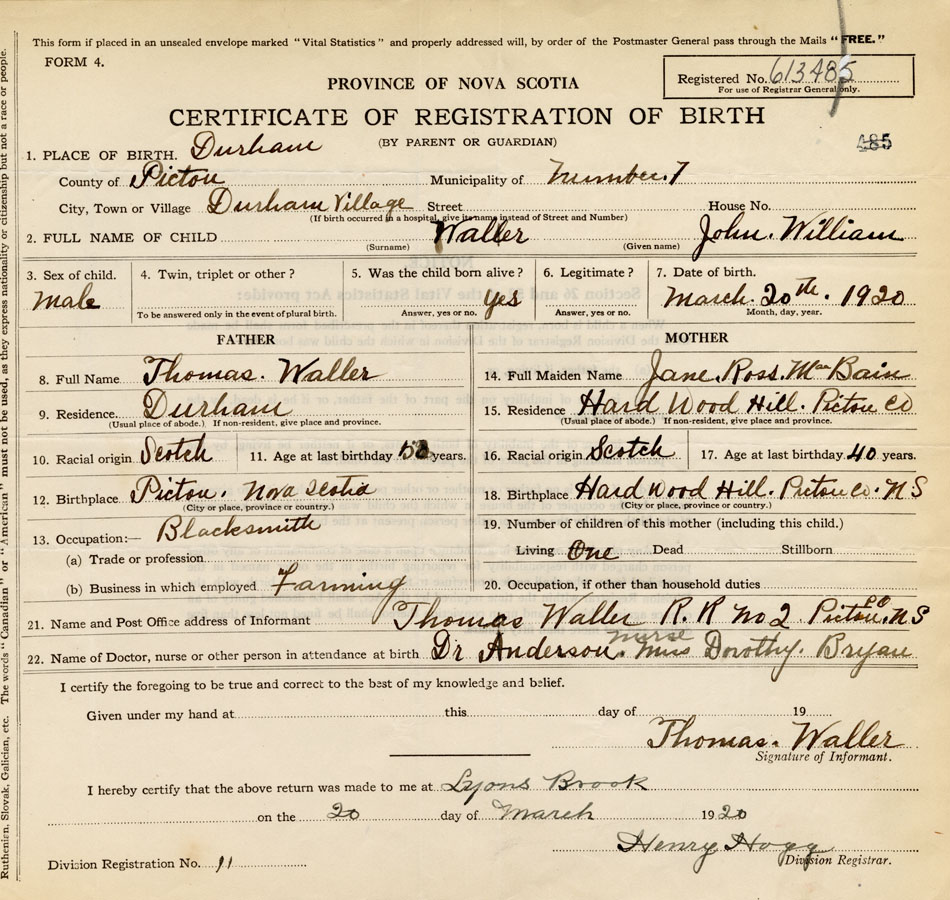 This form if placed in an unsealed envelope marked "Vital Statistics" and properly addressed will, by order of the Postmaster General pass through the Mails "FREE."
FORM 4.
Registered No. 613485
For use of Registrar General only.
PROVINCE OF NOVA SCOTIA
CERTIFICATE OF REGISTRATION OF BIRTH
(BY PARENT OR GUARDIAN)
485
1. PLACE OF BIRTH. Durham
County of Pictou Municipality of Number. 7
City, Town or Village Durham Village Street House No.
(If birth occurred in a hospital, give its name instead of Street and Number)
2. FULL NAME OF CHILD Waller John. William
(Surname) (Given name)
3. Sex of child. 4. Twin, triplet or other? 5. Was the child born alive? 6. Legitimate? 7. Date of birth.
Male yes March. 20th. 1920
To be answered only in the event of plural birth. Answer, yes or no. Answer, yes or no. Month, day, year.
FATHER MOTHER
8. Full Name Thomas. Waller 14. Full Maiden Name Jane. Ross. McBain
9. Residence. Durham 15. Residence Hard Wood Hill. Pictou Co
(Usual place of abode.) If non-resident, give place and province. (Usual place of abode.) If non-resident, give place and province.
10. Racial origin Scotch 11. Age at last birthday years. 16. Racial origin Scotch 17. Age at last birthday 40 years.
12. Birthplace Pictou. Nova Scotia 18. Birthplace Hard Wood Hill. Pictou Co. N S
(City or place, province or country.) (City or place, province or country.)
13. Occupation:— Blacksmith 19. Number of children of this mother (including this child.)
(a) Trade or profession Living One Dead Stillborn
(b) Business in which employed Farming 20. Occupation, if other than household duties
21. Name and Post Office address of Informant Thomas Waller R. R No 2 Pictou. Co N S
22. Name of Doctor, nurse or other person in attendance at birth Dr Anderson. nurse Miss Dorothy. Bryan
I certify the foregoing to be true and correct to the best of my knowledge and belief.
Given under my hand at this day of 19
Thomas. Waller
Signature of Informant.
I hereby certify that the above return was made to me at Lyons Brook
on the 20 day of March 1920
Henry Hogg
Division Registrar.
Division Registration No. 11
Ruthenian, Slovak, Galician, etc. The words "Canadian" or "American" must not be used, as they express nationality or citizenship but not a race or people.